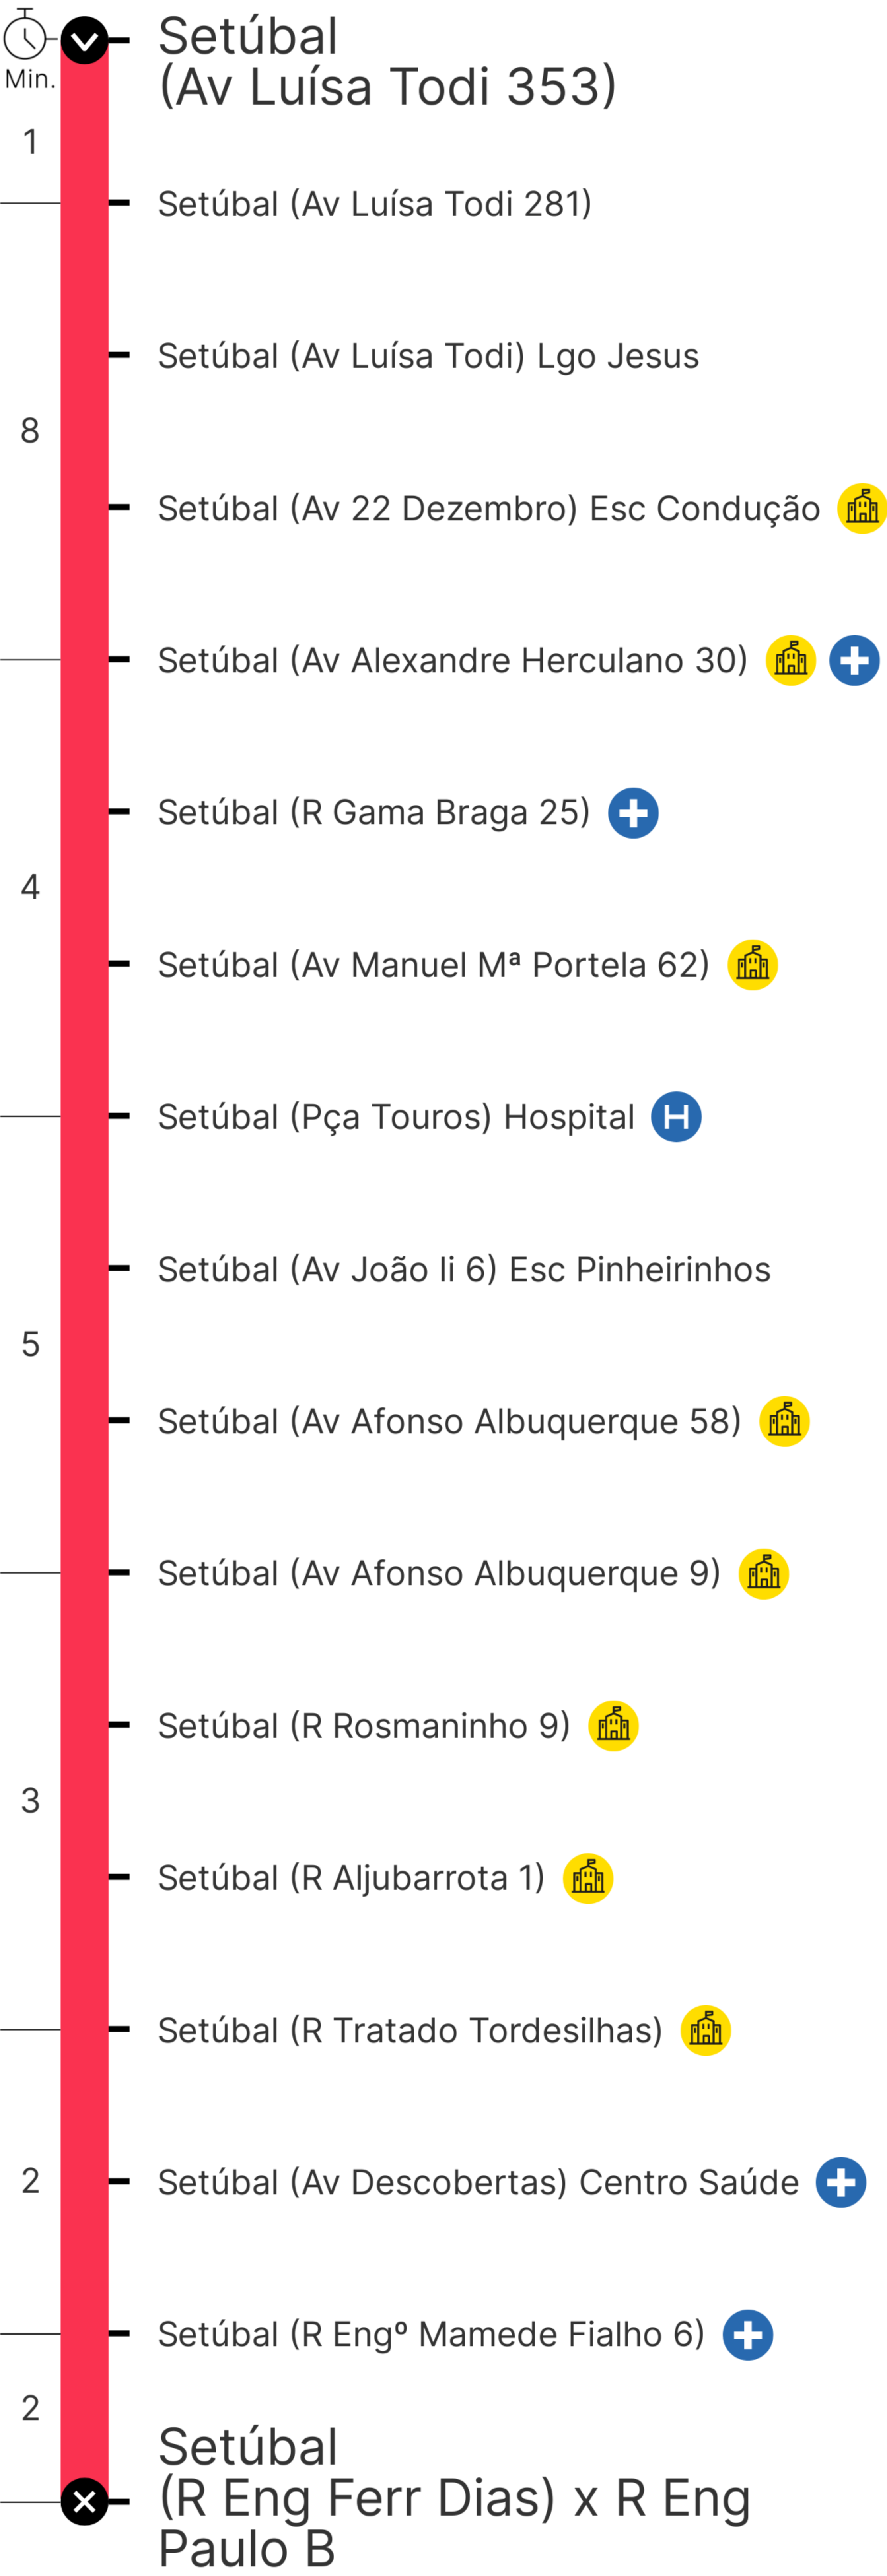 Min.
Setúbal
(Av Luísa Todi 353)
1
Setúbal (Av Luísa Todi 281)
Setúbal (Av Luísa Todi) Lgo Jesus
8
Setúbal (Av 22 Dezembro) Esc Condução
Setúbal (Av Alexandre Herculano 30)
Setúbal (R Gama Braga 25)
4
Setúbal (Av Manuel Mª Portela 62)
Setúbal (Pça Touros) Hospital H
Setúbal (Av João Ii 6) Esc Pinheirinhos
5
Setúbal (Av Afonso Albuquerque 58)
Setúbal (Av Afonso Albuquerque 9)
Setúbal (R Rosmaninho 9)
3
Setúbal (R Aljubarrota 1)
Setúbal (R Tratado Tordesilhas)
2
Setúbal (Av Descobertas) Centro Saúde
Setúbal (R Engº Mamede Fialho 6)
2
Setúbal
(R Eng Ferr Dias) x R Eng
Paulo B